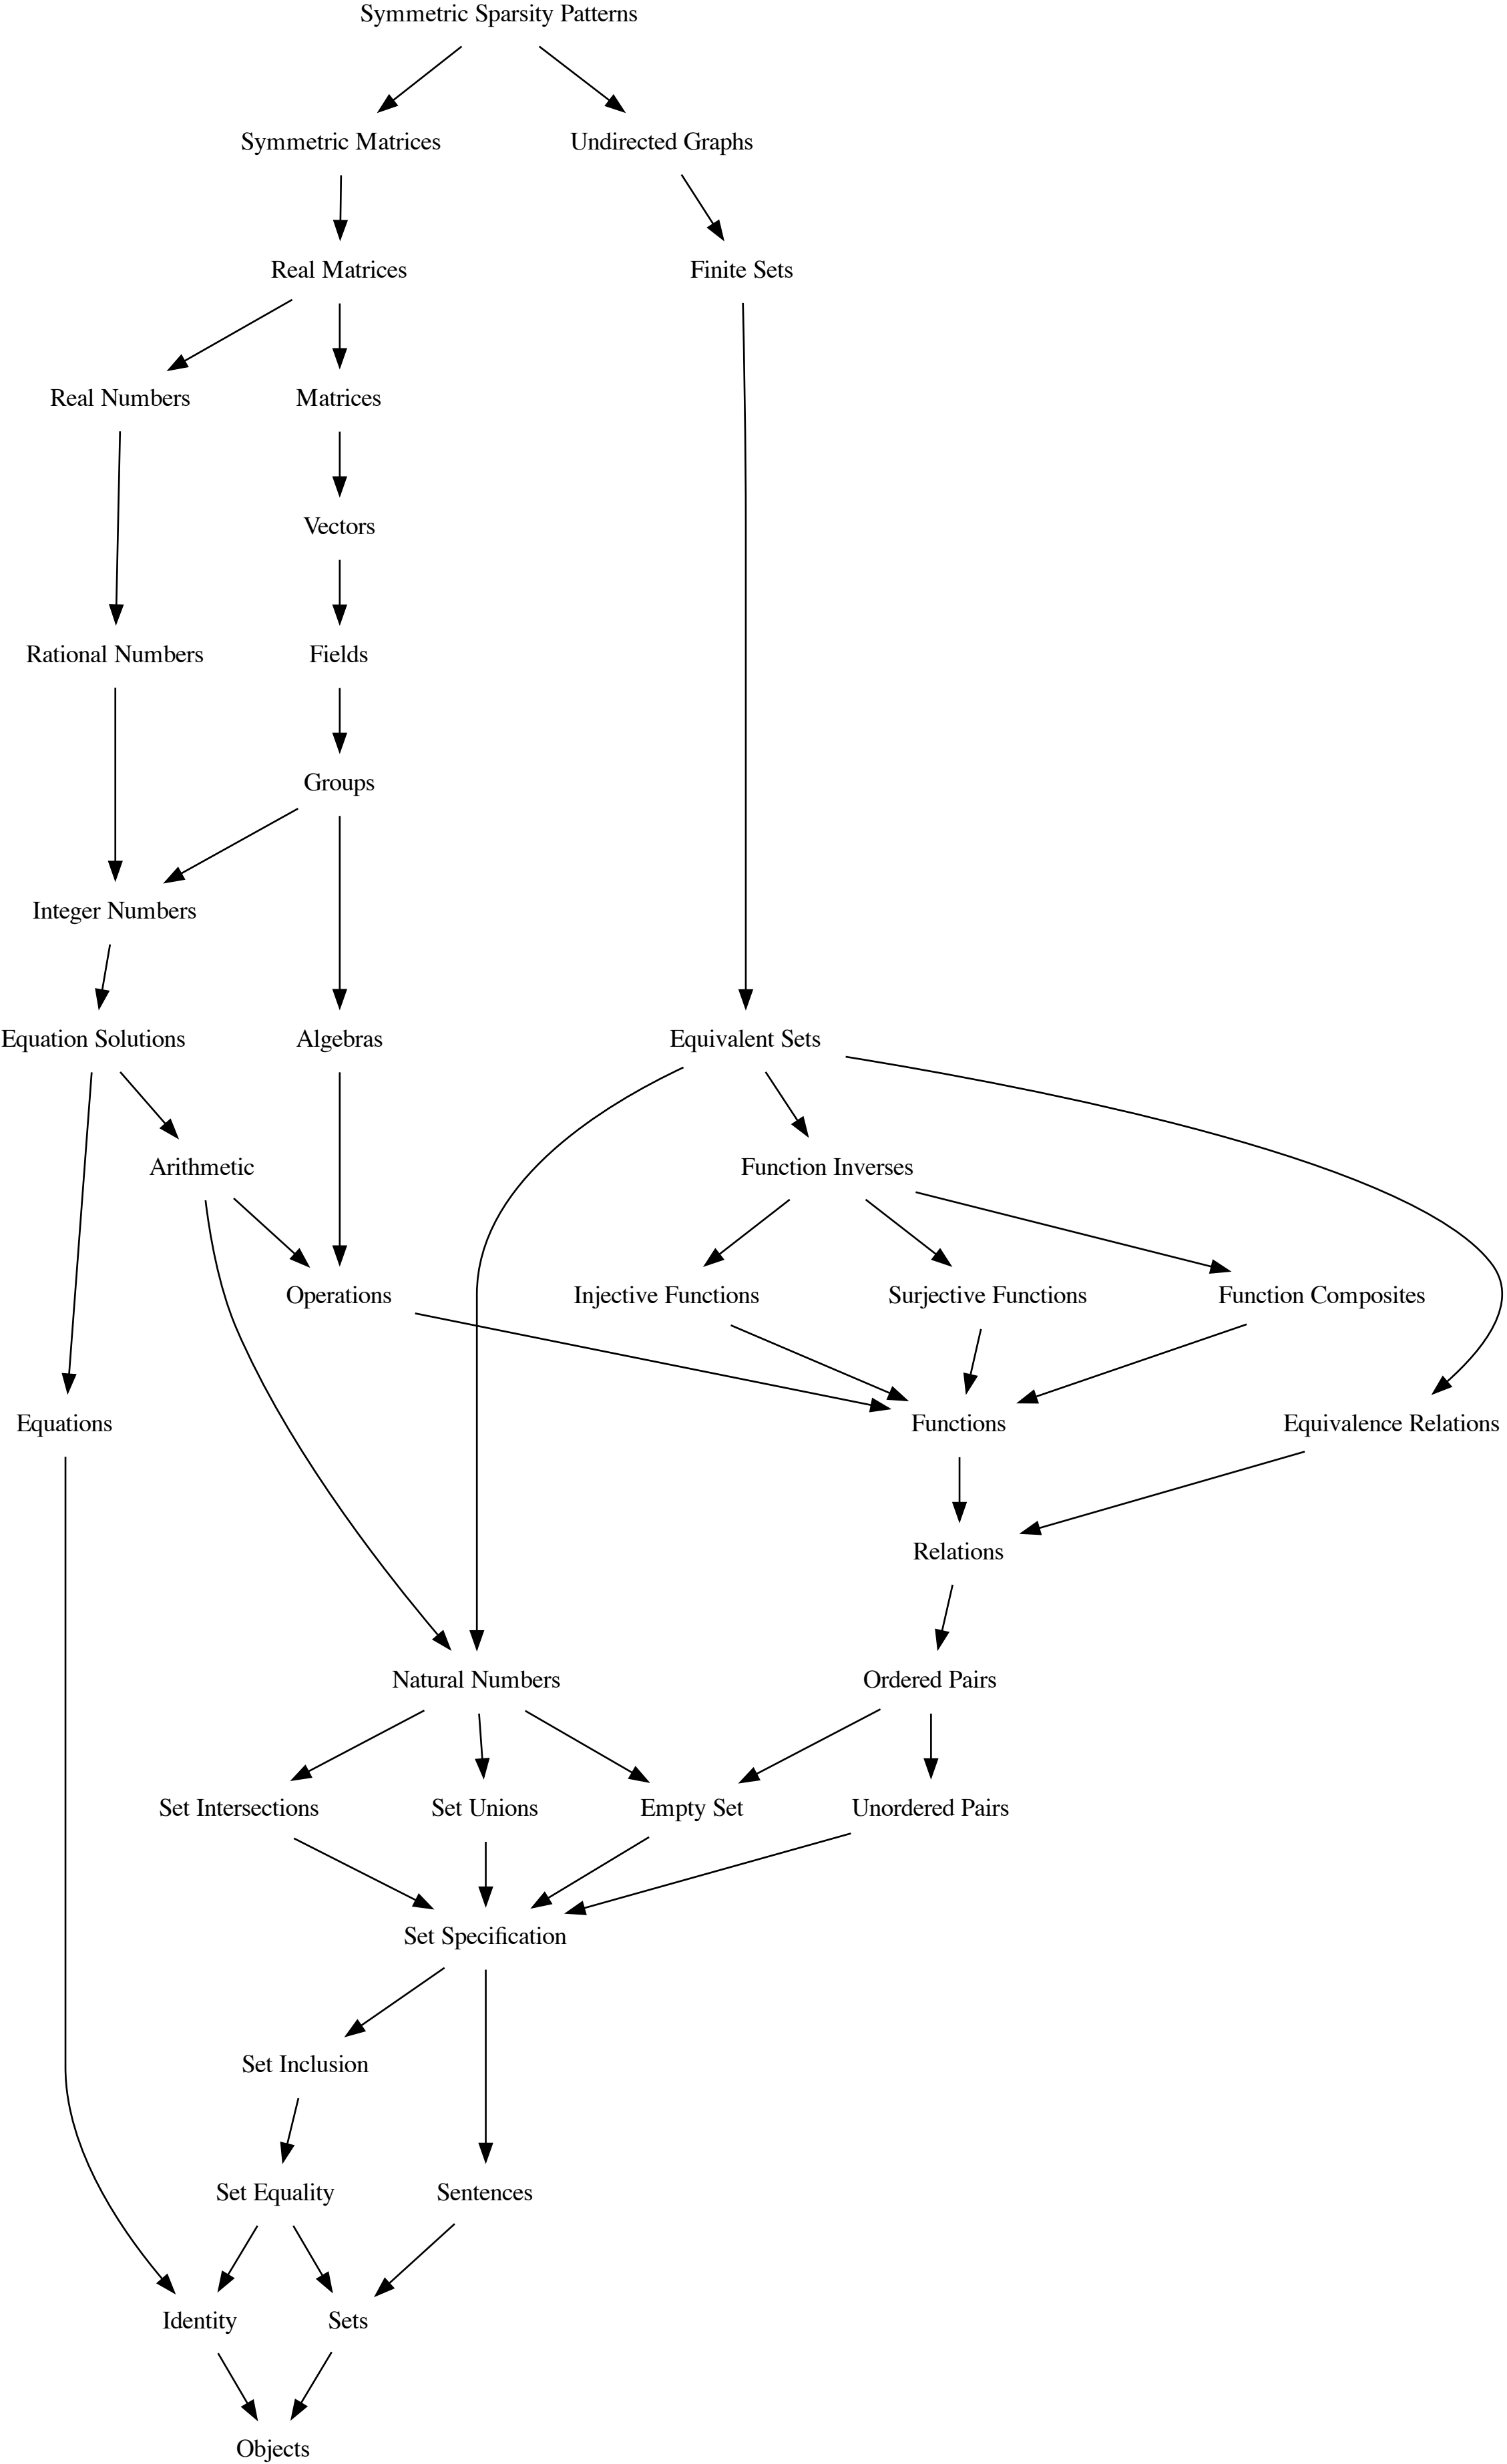 Symmetric Sparsity Patterns
Symmetric Matrices
Undirected Graphs
Real Matrices
Finite Sets
Real Numbers
Matrices
Vectors
Rational Numbers
Fields
Groups
Integer Numbers
Equation Solutions
Algebras
Equivalent Sets
Arithmetic
Function Inverses
Operations
Injective Functions
Surjective Functions
Function Composites
Equations
Functions
Equivalence Relations
Relations
Natural Numbers
Ordered Pairs
Set Intersections
Set Unions
Empty Set
Unordered Pairs
Set Specification
Set Inclusion
Set Equality
Sentences
Identity
Sets
Objects